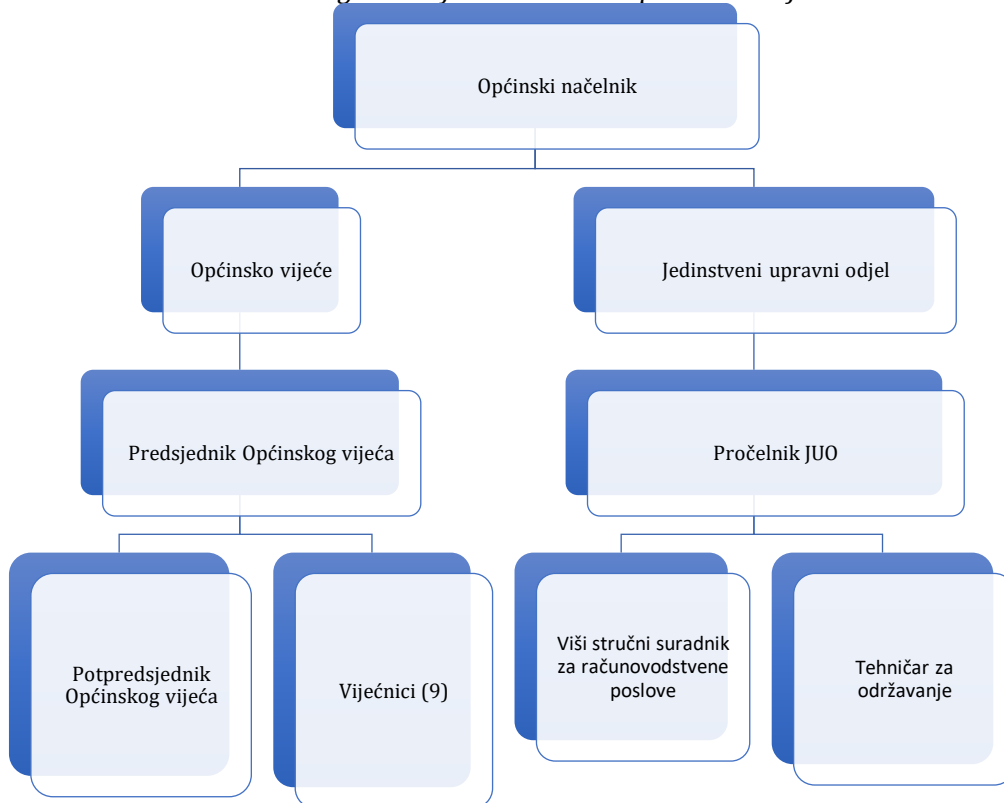 Općinski načelnik
Općinsko vijeće
Jedinstveni upravni odjel
Predsjednik Općinskog vijeća
Pročelnik JUO
Potpredsjednik
Općinskog vijeća
Vijećnici (9)
Viši stručni suradnik
za računovodstvene
poslove
Tehničar za
održavanje